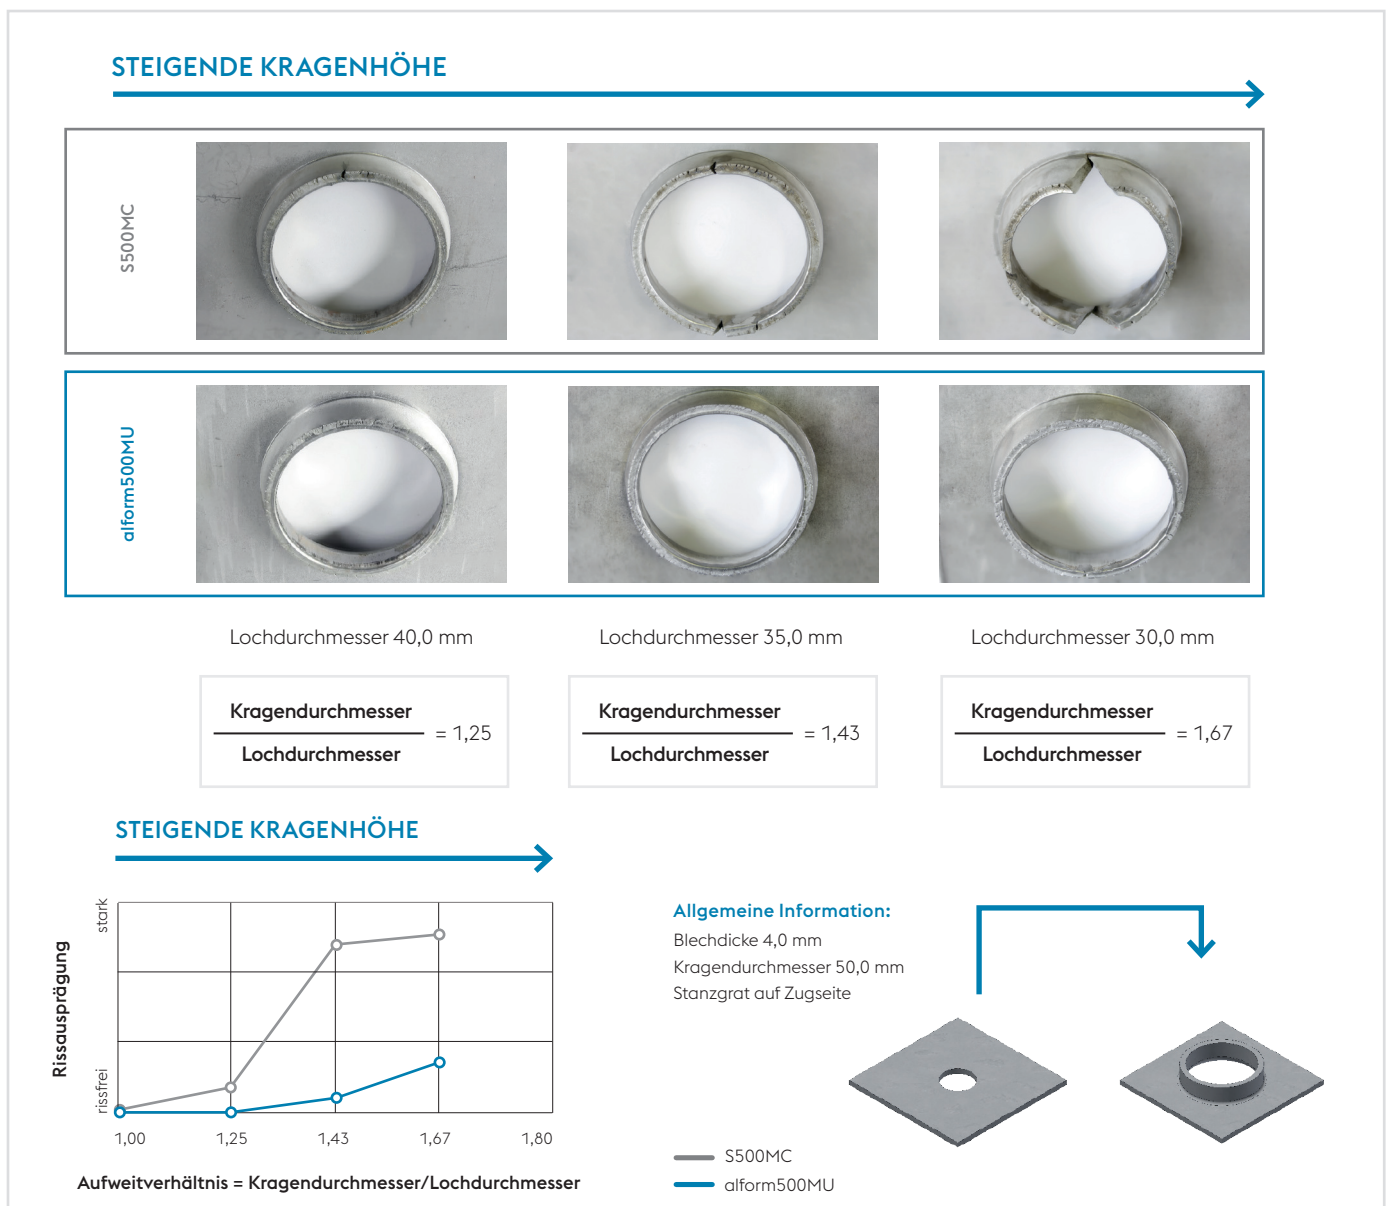 STEIGENDE KRAGENHÖHE
S500MC
alform500MU
Lochdurchmesser 40,0 mm
Lochdurchmesser 35,0 mm
Lochdurchmesser 30,0 mm
Kragendurchmesser
Lochdurchmesser
= 1,25
Kragendurchmesser
Lochdurchmesser
= 1,43
Kragendurchmesser
Lochdurchmesser
= 1,67
STEIGENDE KRAGENHÖHE
Rissausprägung
stark
rissfrei
1,00 1,25 1,43 1,67 1,80
Aufweitverhältnis = Kragendurchmesser/Lochdurchmesser
Allgemeine Information:
Blechdicke 4,0 mm
Kragendurchmesser 50,0 mm
Stanzgrat auf Zugseite
S500MC
alform500MU